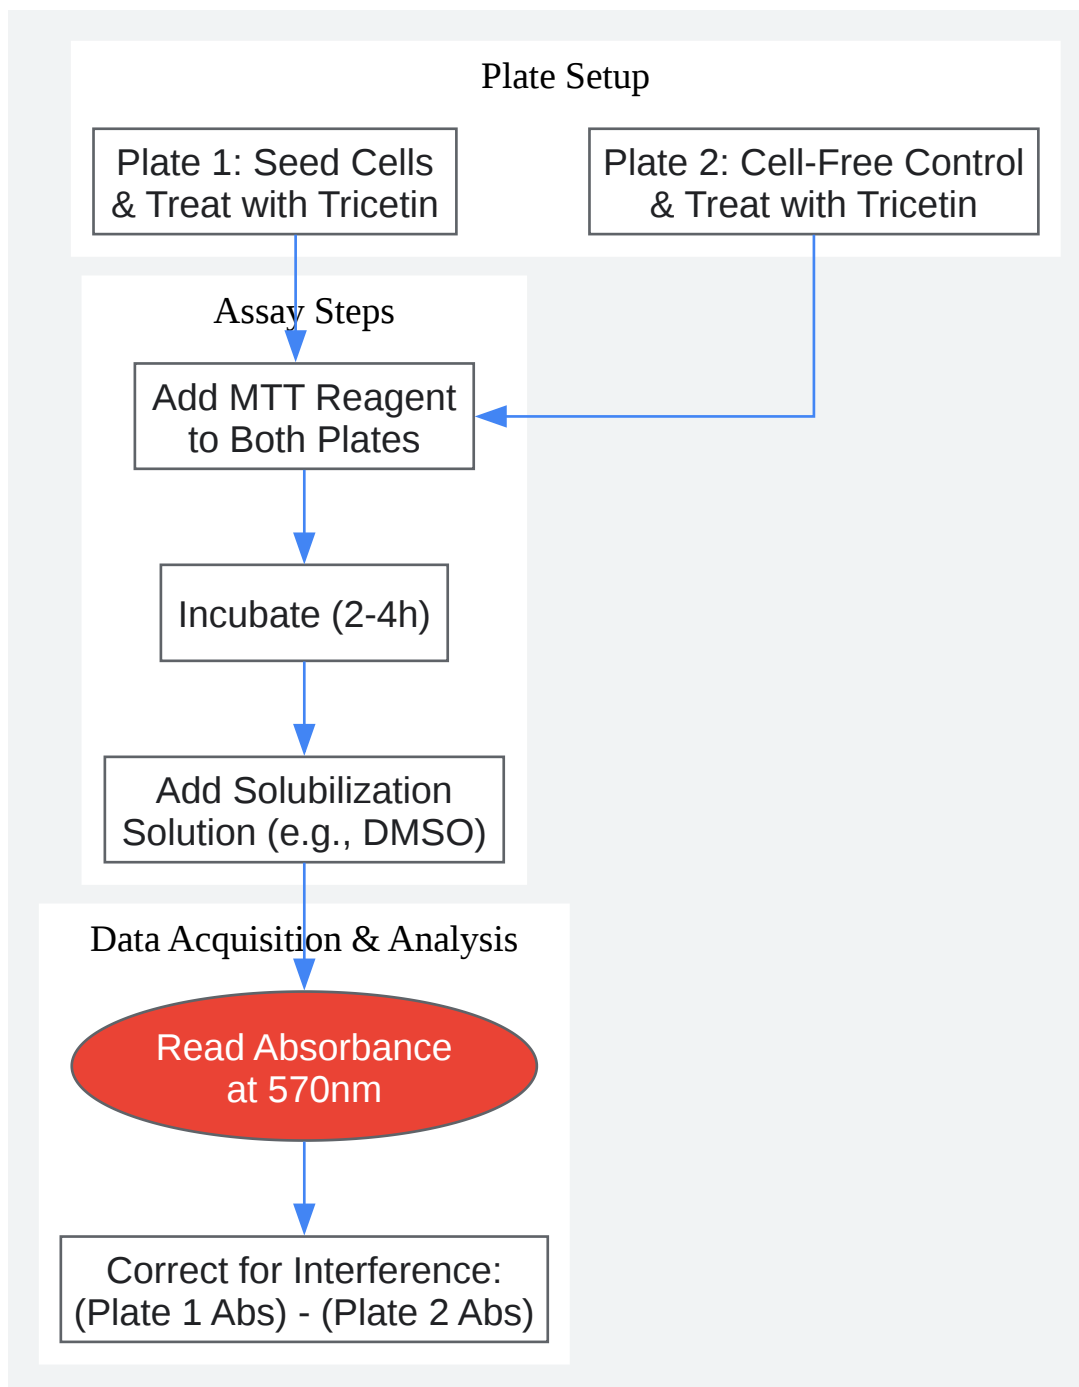 Plate Setup
Plate 1: Seed Cells
& Treat with Tricetin
Plate 2: Cell-Free Control
& Treat with Tricetin
Assay Steps
Add MTT Reagent
to Both Plates
Incubate (2-4h)
Add Solubilization
Solution (e.g., DMSO)
Data Acquisition & Analysis
Read Absorbance
at 570nm
Correct for Interference:
(Plate 1 Abs) - (Plate 2 Abs)